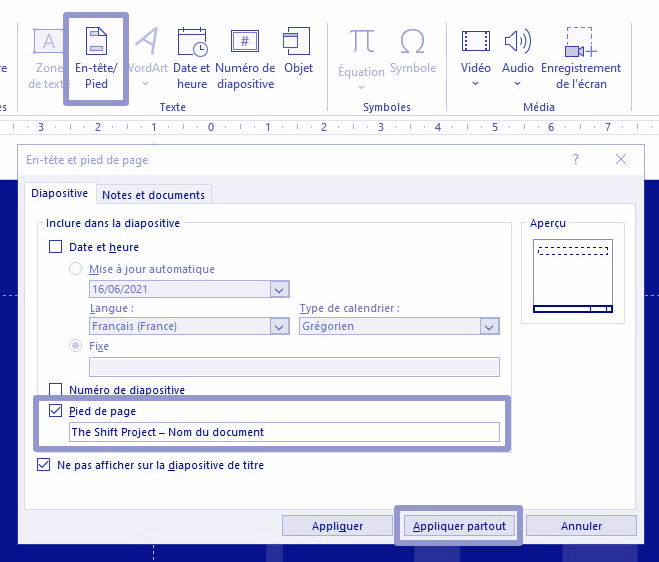 Zone de texte
En-tête/ Pied
WordArt
Date et heure
Numéro de diapositive
Objet
Équation
Symbole
Vidéo
Audio
Enregistrement de l'écran
Texte
Symboles
Média
3 2 1 0 1 2 3 4 5 6 7
En-tête et pied de page
?
Diapositive
Notes et documents
Inclure dans la diapositive
Aperçu
Date et heure
Mise à jour automatique
16/06/2021
Langue :
Type de calendrier :
Français (France)
Grégorien
Fixe
Numéro de diapositive
Pied de page
The Shift Project – Nom du document
Ne pas afficher sur la diapositive de titre
Appliquer
Appliquer partout
Annuler